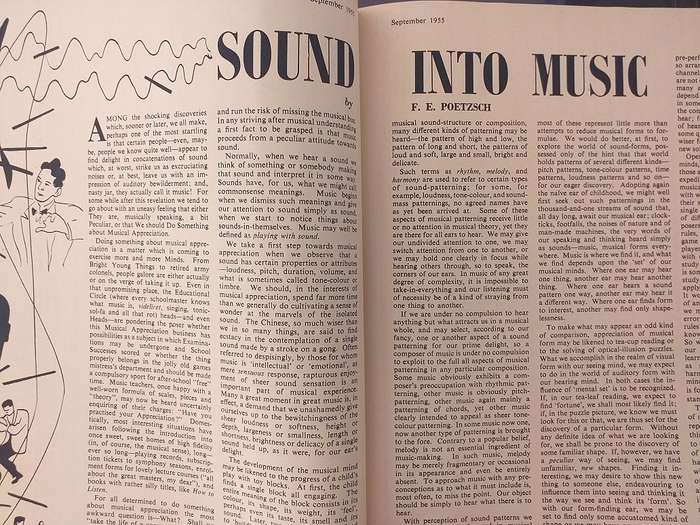 September 1955
SOUND
by
AMONG the shocking discoveries
which, sooner or later, we all make,
perhaps one of the most startling
is that certain people—even, may-
be, people we know quite well—appear to
find delight in concatenations of sound
which, at worst, strike us as excruciating
noises or, at best, leave us with an im-
pression of auditory bewilderment; and,
nasty jar, they actually call it music! For
some while after this revelation we tend to
go about with an uneasy feeling that either
They are, musically speaking, a bit
Peculiar, or that We should Do Something
about Musical Appreciation.
Doing something about musical appre-
ciation is a matter which is coming to
exercise more and more Minds. From
Bright Young Things to retired army
colonels, people galore are either actually at
or on the verge of taking it up. Even in
that unpromising place, the Educational
Circle (where every schoolmaster knows
what music is, videlicet, singing, tonic-
sol-fa and all that rot) backward and even
Heads—are pondering the power whether
this Musical Appreciation business has
possibilities as a subject in which Examina-
tions may be undergone and School
Successes scored or whether the thing
properly belongs in the jolly old games
mistress's department and should be made
a compulsory sport for after-school "free"
time. Music teachers, once happy with a
well-worn formula of scales, pieces and
"theory", may now be heard uncertainly
enquiring of their charges: "Have you
practised your Appreciation?" Domes-
tically, most interesting situations have
arisen following the introduction into
once sweet, sweet homes of high fidelity
(in, of course, the musical sense), long—
ever so long—playing records, subscrip-
tion tickets to symphony seasons, enrol-
ment forms for lovely lecture courses ("all
about the great masters, my dear"), and
books with rather silly titles, like How to
Listen.
For all determined to do something
awkward question is—What? Shall
and run the risk of missing the musical bus.
In any striving after musical understanding
a first fact to be grasped is that music
proceeds from a peculiar attitude towards
sound.
Normally, when we hear a sound we
think of something or somebody making
that sound and interpret it in some way.
Sounds have, for us, what we might call
commonsense meanings. Music begins
when we dismiss such meanings and give
our attention to sound simply as sound,
when we start to notice things about
sounds-in-themselves. Music may well be
defined as playing with sound.
We take a first step towards musical
appreciation when we observe that a
sound has certain properties or attributes
—loudness, pitch, duration, volume, and
what is sometimes called tone-colour or
timbre. We should, in the interests of
musical appreciation, spend far more time
than we generally do cultivating a sense of
wonder at the marvels of the isolated
sound. The Chinese, so much wiser than
we in so many things, are said to find
ecstasy in the contemplation of a single
sound made by a stroke on a gong. Often
referred to despisingly, by those for whom
music is 'intellectual' or 'emotional', as
mere sensuous response, rapturous enjoy-
ment of sheer sound sensation is an
important part of musical experience.
Many a great moment in great music is, in
effect, a demand that we unashamedly give
ourselves up to the bewitchingness of the
sheer loudness or softness, height or
depth, largeness or smallness, length or
shortness, brightness or delicacy of a single
sound held up, as it were, for our ear's
delight.
The development of the musical mind
may be likened to the progress of a child's
play with toy blocks. At first, the child
finds a single block all engaging. The
entire meaning of the block consists in its
colour, its shape, its weight, its 'feel',
perhaps even its taste, its smell and its
September 1955
INTO MUSIC
F. E. POETZSCH
musical sound-structure or composition,
many different kinds of patterning may be
heard—the pattern of high and low, the
pattern of long and short, the patterns of
loud and soft, large and small, bright and
delicate.
Such terms as rhythm, melody, and
harmony are used to refer to certain types
of sound-patterning; for some, for
example, loudness, tone-colour, and sound-
mass patternings, no agreed names have
as yet been arrived at. Some of these
aspects of musical patterning receive little
or no attention in musical theory, yet they
are there for all ears to hear. We may give
our undivided attention to one, we may
switch attention from one to another, or
we may hold one clearly in focus while
hearing others through, so to speak, the
corners of our ears. In music of any great
degree of complexity, it is impossible to
take-in-everything and our listening must
of necessity be of a kind of straying from
one thing to another.
If we are under no compulsion to hear
anything but what attracts us in a musical
whole, and may select, according to our
fancy, one or another aspect of a sound
patterning for our prime delight, so a
composer of music is under no compulsion
to exploit to the full all aspects of musical
patterning in any particular composition.
Some music obviously exhibits a com-
poser's preoccupation with rhythmic pat-
terning, other music is obviously pitch-
patterning, other music again mainly a
patterning of chords, yet other music
clearly intended to appeal as sheer tone-
colour patterning. In some music now one,
now another type of patterning is brought
to the fore. Contrary to a popular belief,
melody is not an essential ingredient of
music-making. In such music, melody
may be merely fragmentary or occasional
in its appearance and even be entirely
absent. To approach music with any pre-
conceptions as to what it must include is,
most often, to miss the point. Our object
should be simply to hear what there is to
hear.
With perception of sound patterns we
most of these represent little more than
attempts to reduce musical forms to for-
mulae. We would do better, at first, to
explore the world of sound-forms, pos-
sessed only of the hint that that world
holds patterns of several different kinds—
pitch patterns, tone-colour patterns, time
patterns, loudness patterns and so on—
for our eager discovery. Adopting again
the naïve ear of childhood, we might well
first seek out such patternings in the
thousand-and-one streams of sound that,
all day long, await our musical ear; clock-
ticks, footfalls, the noises of nature and of
man-made machines, the very words of
our speaking and thinking heard simply
as sounds—music, musical forms every-
where. Music is where we find it, and what
we find depends upon the 'set' of our
musical minds. Where one ear may hear
one thing, another ear may hear another
thing. Where one ear hears a sound
pattern one way, another ear may hear it
a different way. Where one ear finds form
to interest, another may find only shape-
lessness.
To make what may appear an odd kind
of comparison, appreciation of musical
form may be likened to tea-cup reading or
to the solving of optical-illusion puzzles.
What we accomplish in the realm of visual
form with our seeing mind, we may expect
to do in the world of auditory form with
our hearing mind. In both cases the in-
fluence of 'mental set' is to be recognised.
If, in our tea-leaf reading, we expect to
find 'fortune', we shall most likely find it;
if, in the puzzle picture, we know we must
look for this or that, we are thus set for the
discovery of a particular form. Without
any definite idea of what we are looking
for, we shall be prone to the discovery of
some familiar shape. If, however, we have
a peculiar way of seeing, we may find
unfamiliar, new shapes. Finding it in-
teresting, we may desire to show this new
thing to someone else, endeavouring to
influence them into seeing and thinking it
the way we see and think its 'form'. So
with our form-finding ear, we may be
set to find only some accustomed kind of